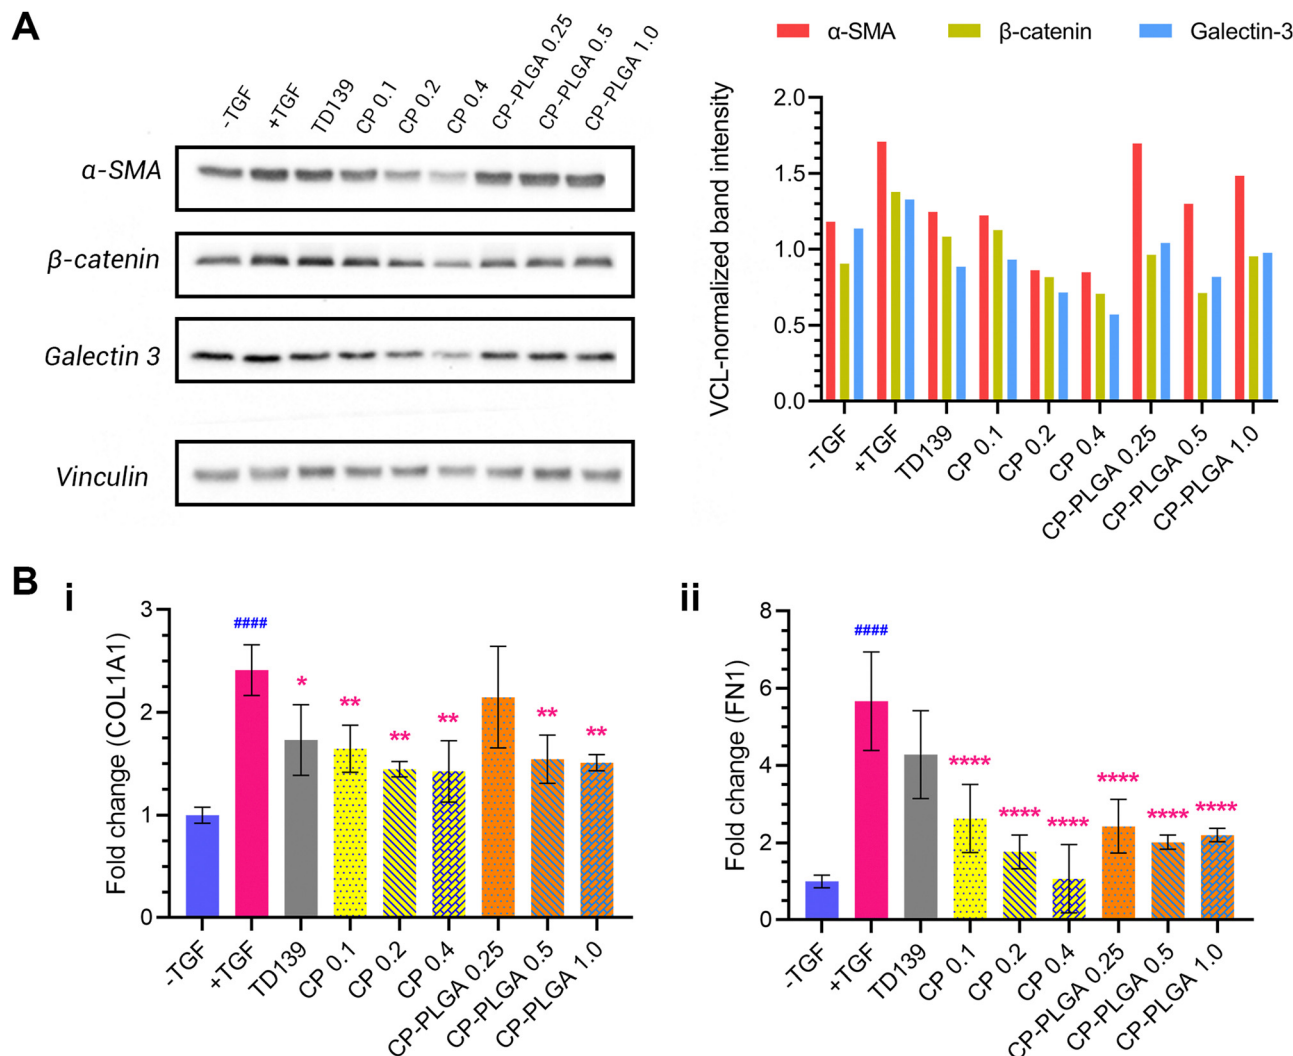 A
-TGF
+TGF
TD139
CP 0.1
CP 0.2
CP 0.4
CP-PLGA 0.25
CP-PLGA 0.5
CP-PLGA 1.0
α-SMA
β-catenin
Galectin 3
Vinculin
α-SMA β-catenin Galectin-3
VCL-normalized band intensity
2.0
1.5
1.0
0.5
0.0
-TGF
+TGF
TD139
CP 0.1
CP 0.2
CP 0.4
CP-PLGA 0.25
CP-PLGA 0.5
CP-PLGA 1.0
B
i
Fold change (COL1A1)
3
2
1
0
####
*
**
**
**
**
**
-TGF
+TGF
TD139
CP 0.1
CP 0.2
CP 0.4
CP-PLGA 0.25
CP-PLGA 0.5
CP-PLGA 1.0
ii
Fold change (FN1)
8
6
4
2
0
####
****
****
****
****
****
****
-TGF
+TGF
TD139
CP 0.1
CP 0.2
CP 0.4
CP-PLGA 0.25
CP-PLGA 0.5
CP-PLGA 1.0